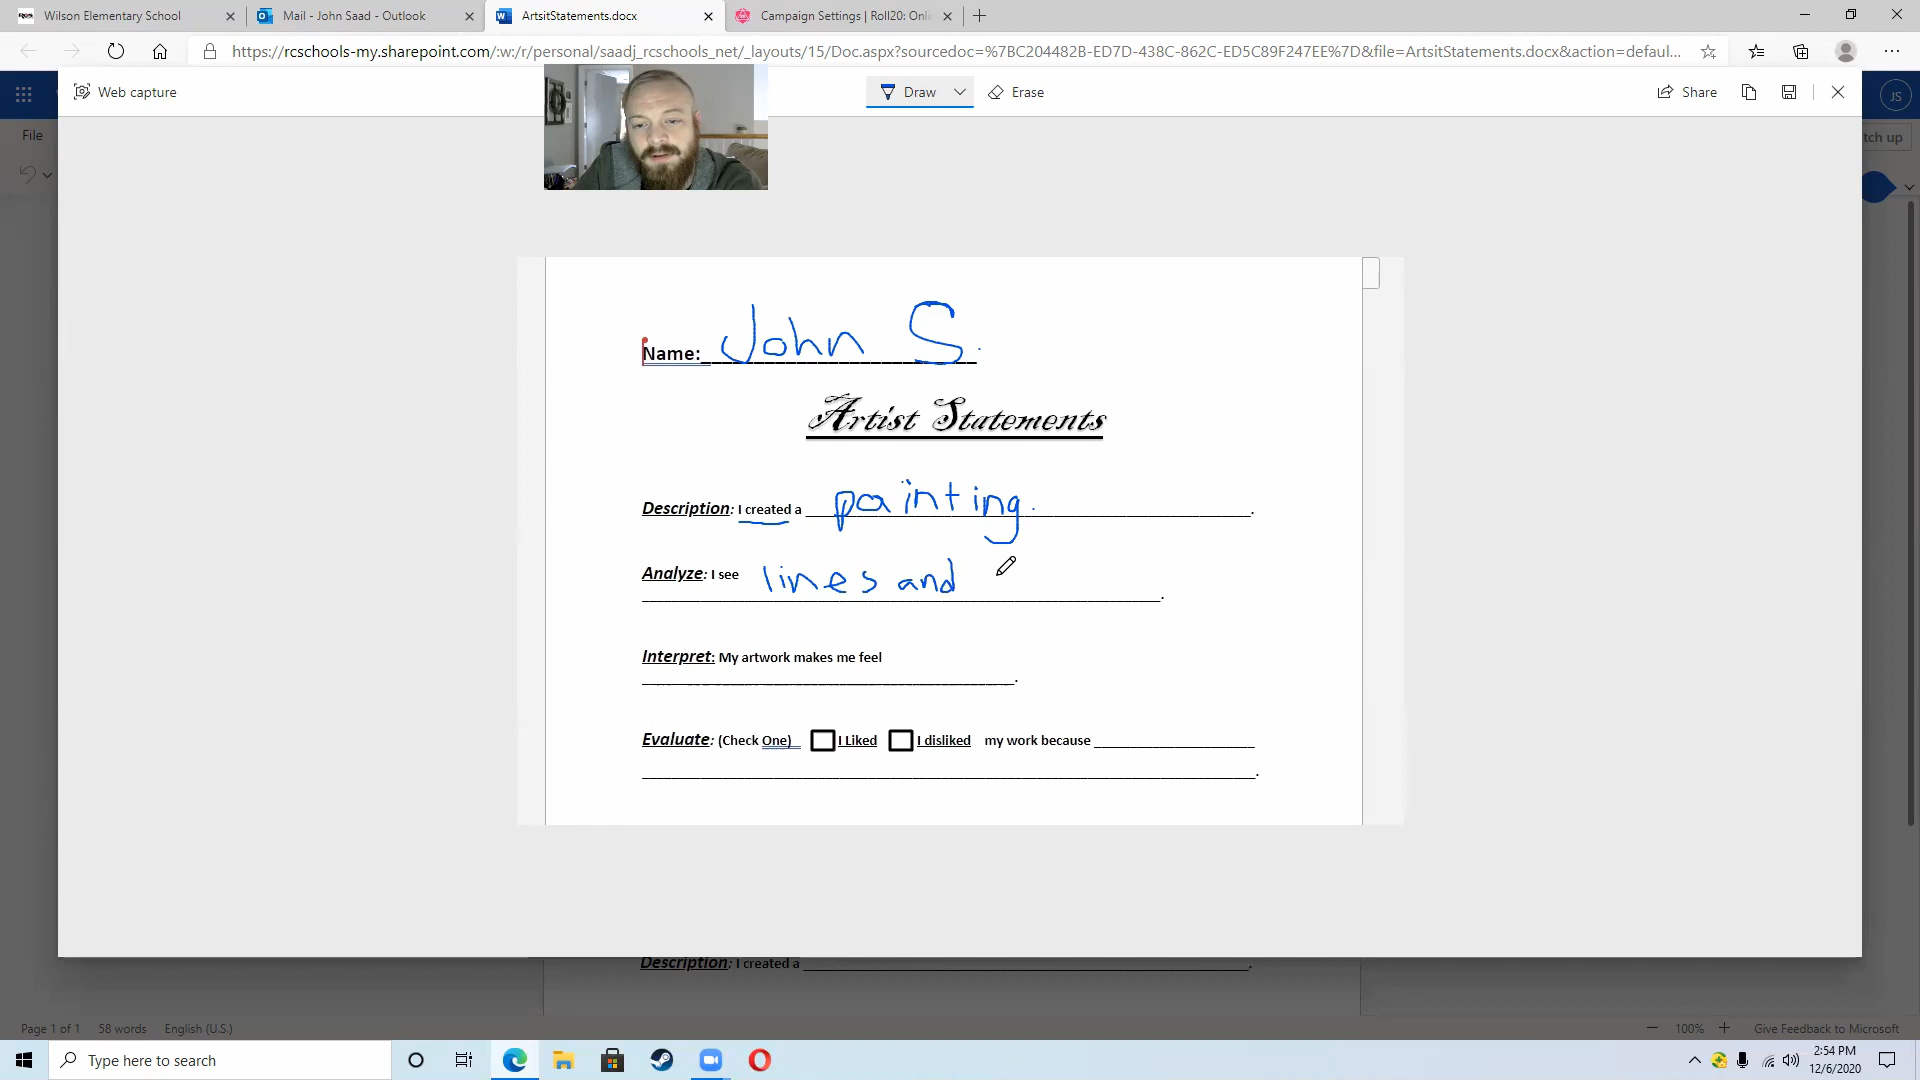 Wilson Elementary School
Mail - John Saad - Outlook
ArtsitStatements.docx
Campaign Settings | Roll20: Onli
https://rcschools-my.sharepoint.com/:w:/r/personal/saadj_rcschools_net/_layouts/15/Doc.aspx?sourcedoc=%7BC204482B-ED7D-438C-862C-ED5C89F247EE%7D&file=ArtsitStatements.docx&action=defaul...
Web capture
Draw
Erase
Share
JS
File
tch up
Name: John S.
Artist Statements
Description: I created a painting.
Analyze: I see lines and
Interpret: My artwork makes me feel
Evaluate: (Check One) I Liked I disliked my work because
Description: I created a
Page 1 of 1 58 words English (U.S.) 100% Give Feedback to Microsoft
Type here to search
2:54 PM
12/6/2020